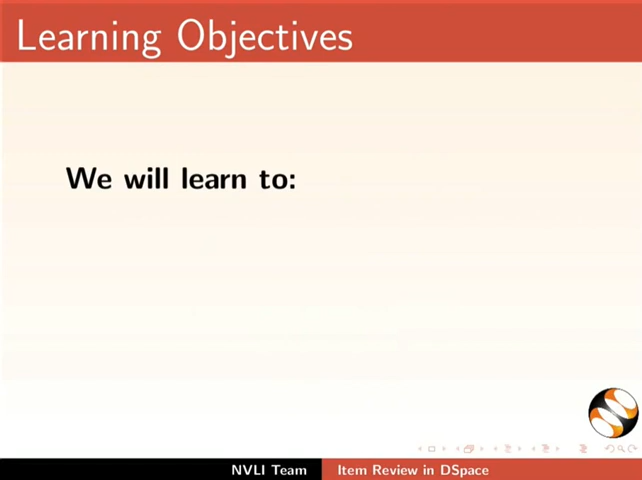 Learning Objectives
We will learn to:
NVLI Team Item Review in DSpace